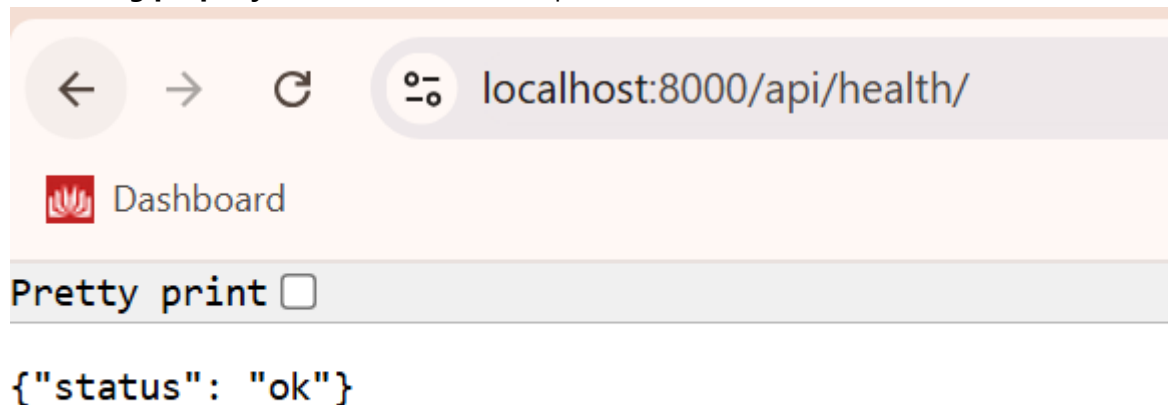 localhost:8000/api/health/
Dashboard
Pretty print
{"status": "ok"}